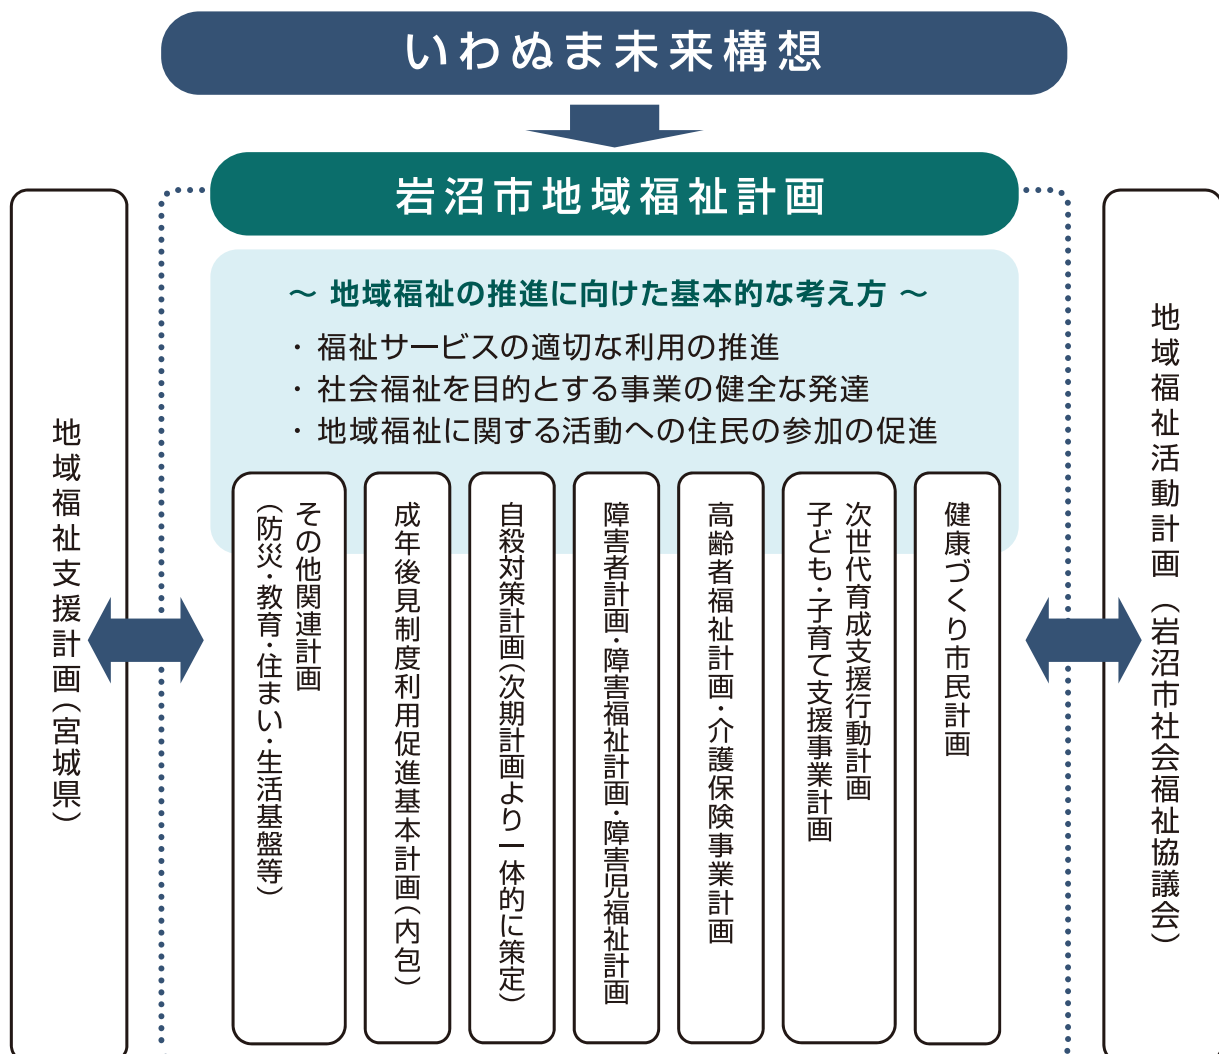 いわぬま未来構想
岩沼市地域福祉計画
～ 地域福祉の推進に向けた基本的な考え方 ～
・ 福祉サービスの適切な利用の推進
・ 社会福祉を目的とする事業の健全な発達
・ 地域福祉に関する活動への住民の参加の促進
地域福祉活動計画（岩沼市社会福祉協議会）
健康づくり市民計画
次世代育成支援行動計画
子ども・子育て支援事業計画
高齢者福祉計画・介護保険事業計画
障害者計画・障害福祉計画・障害児福祉計画
自殺対策計画（次期計画より一体的に策定）
成年後見制度利用促進基本計画（内包）
その他関連計画
（防災・教育・住まい・生活基盤等）
地域福祉支援計画（宮城県）